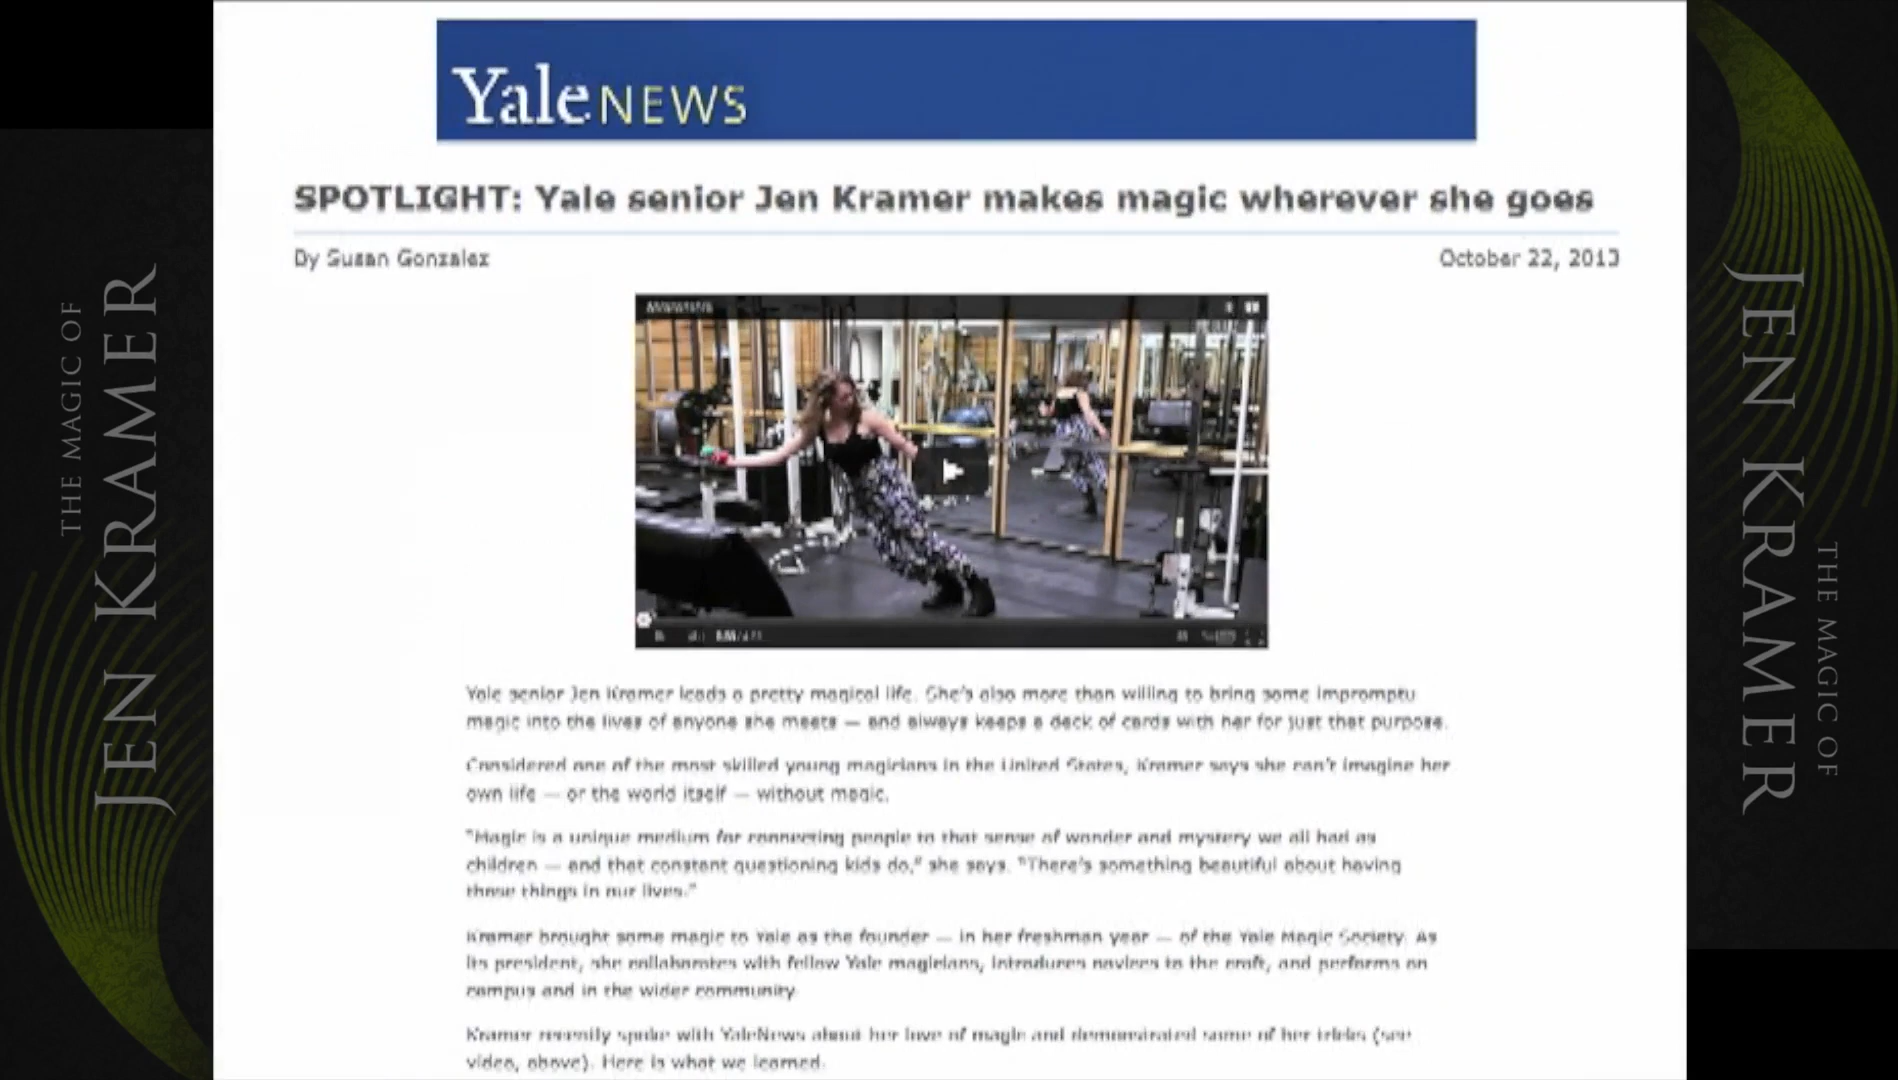 YaleNEWS
SPOTLIGHT: Yale senior Jen Kramer makes magic wherever she goes
By Susan Gonzalez
October 22, 2013
Yale senior Jen Kramer leads a pretty magical life. She's also more than willing to bring some impromptu
magic into the lives of anyone she meets — and always keeps a deck of cards with her for just that purpose.
Considered one of the most skilled young magicians in the United States, Kramer says she can't imagine her
own life — or the world itself — without magic.
"Magic is a unique medium for connecting people to that sense of wonder and mystery we all had as
children — and that constant questioning kids do," she says. "There's something beautiful about having
those things in our lives."
Kramer brought some magic to Yale as the founder — in her freshman year — of the Yale Magic Society. As
its president, she collaborates with fellow Yale magicians, introduces novices to the craft, and performs on
campus and in the wider community.
Kramer recently spoke with YaleNews about her love of magic and demonstrated some of her tricks (see
video, above). Here is what we learned.
THE MAGIC OF
JEN KRAMER
JEN KRAMER
THE MAGIC OF